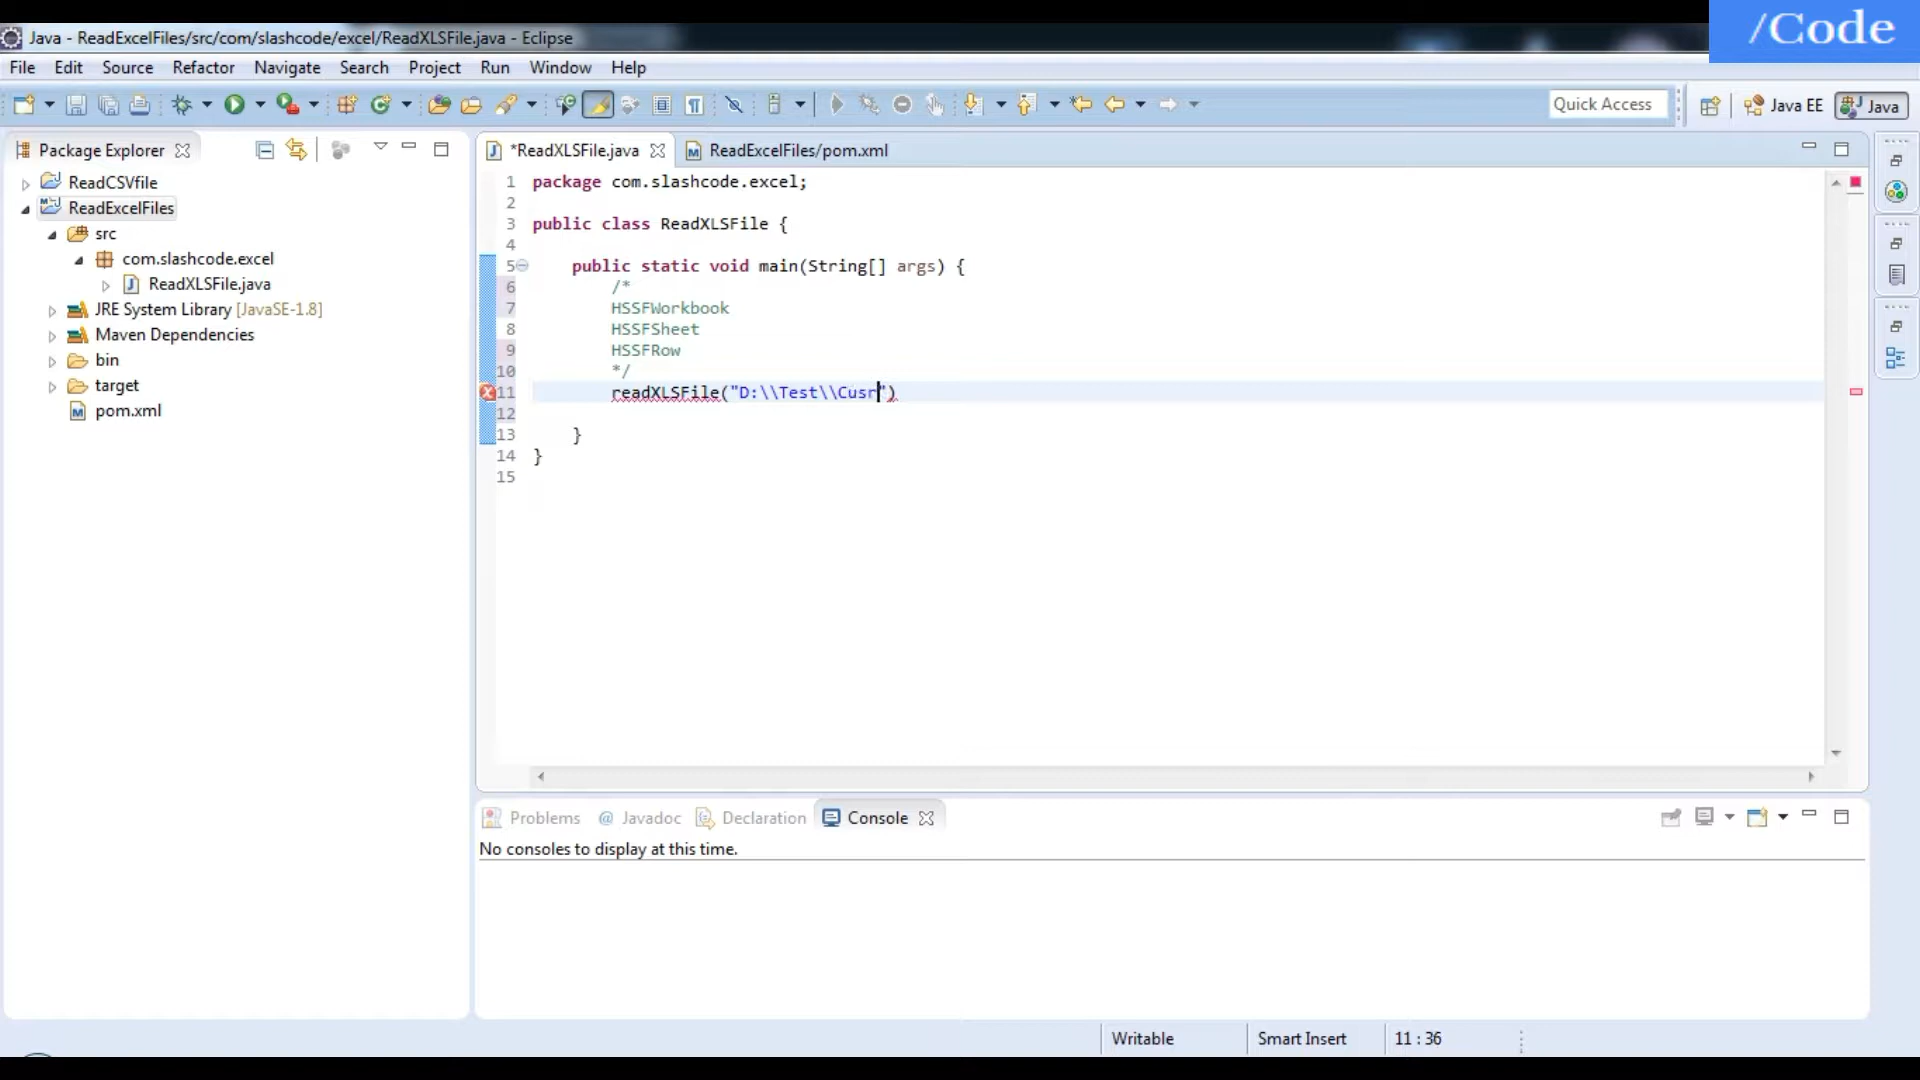 /Code
Java - ReadExcelFiles/src/com/slashcode/excel/ReadXLSFile.java - Eclipse
File Edit Source Refactor Navigate Search Project Run Window Help
Quick Access Java EE Java
Package Explorer
*ReadXLSFile.java ReadExcelFiles/pom.xml
ReadCSVfile
ReadExcelFiles
src
com.slashcode.excel
ReadXLSFile.java
JRE System Library [JavaSE-1.8]
Maven Dependencies
bin
target
pom.xml
1 package com.slashcode.excel;
2
3 public class ReadXLSFile {
4
5 public static void main(String[] args) {
6 /*
7 HSSFWorkbook
8 HSSFSheet
9 HSSFRow
10 */
11 readXLSFile("D:\\Test\\Cusr")
12
13 }
14 }
15
Problems @ Javadoc Declaration Console
No consoles to display at this time.
Writable Smart Insert 11 : 36